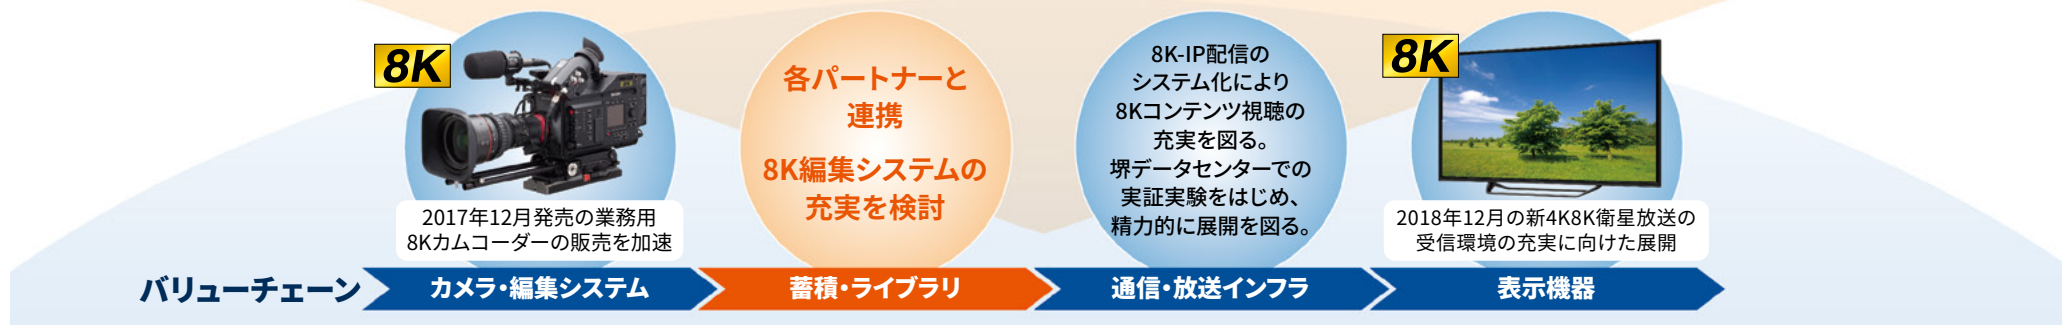 8K
2017年12月発売の業務用
8Kカムコーダーの販売を加速
各パートナーと
連携
8K編集システムの
充実を検討
8K-IP配信の
システム化により
8Kコンテンツ視聴の
充実を図る。
堺データセンターでの
実証実験をはじめ、
精力的に展開を図る。
8K
2018年12月の新4K8K衛星放送の
受信環境の充実に向けた展開
バリューチェーン
カメラ・編集システム
蓄積・ライブラリ
通信・放送インフラ
表示機器